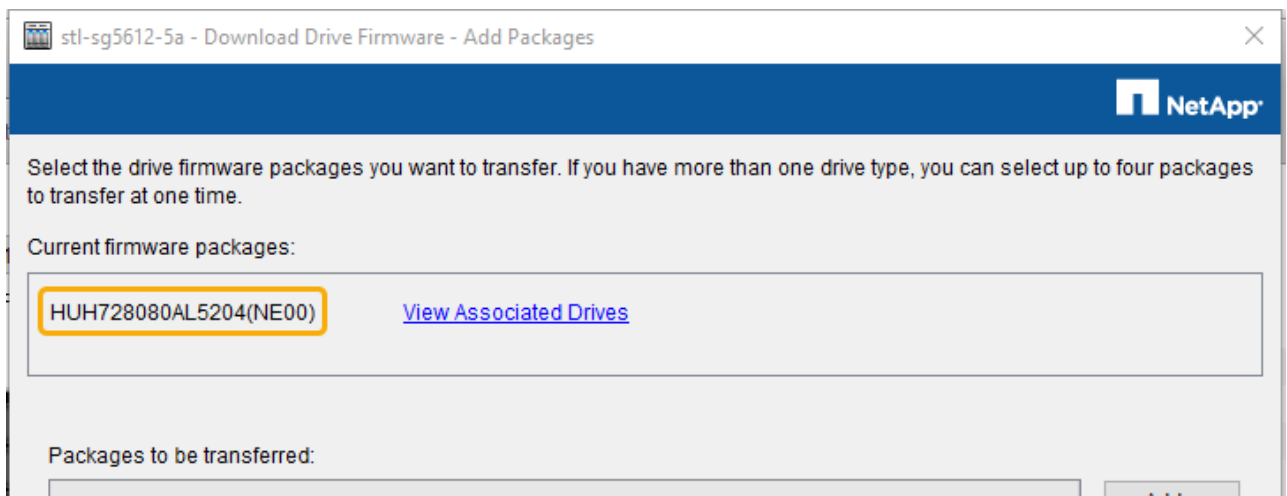 stl-sg5612-5a - Download Drive Firmware - Add Packages
NetApp
Select the drive firmware packages you want to transfer. If you have more than one drive type, you can select up to four packages
to transfer at one time.
Current firmware packages:
HUH728080AL5204(NE00) View Associated Drives
Packages to be transferred: